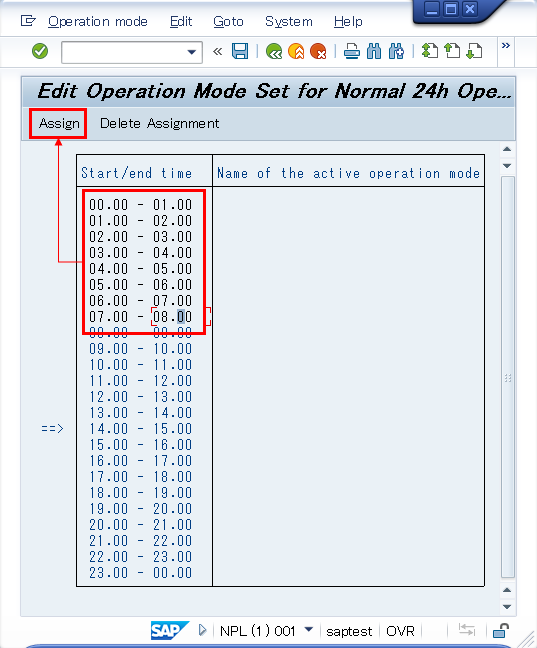 Operation mode Edit Goto System Help
«
»
Edit Operation Mode Set for Normal 24h Ope...
Assign Delete Assignment
Start/end time Name of the active operation mode
00.00 - 01.00
01.00 - 02.00
02.00 - 03.00
03.00 - 04.00
04.00 - 05.00
05.00 - 06.00
06.00 - 07.00
07.00 - 08.00
08.00 - 09.00
09.00 - 10.00
10.00 - 11.00
11.00 - 12.00
12.00 - 13.00
13.00 - 14.00
==> 14.00 - 15.00
15.00 - 16.00
16.00 - 17.00
17.00 - 18.00
18.00 - 19.00
19.00 - 20.00
20.00 - 21.00
21.00 - 22.00
22.00 - 23.00
23.00 - 00.00
SAP NPL (1) 001 saptest OVR